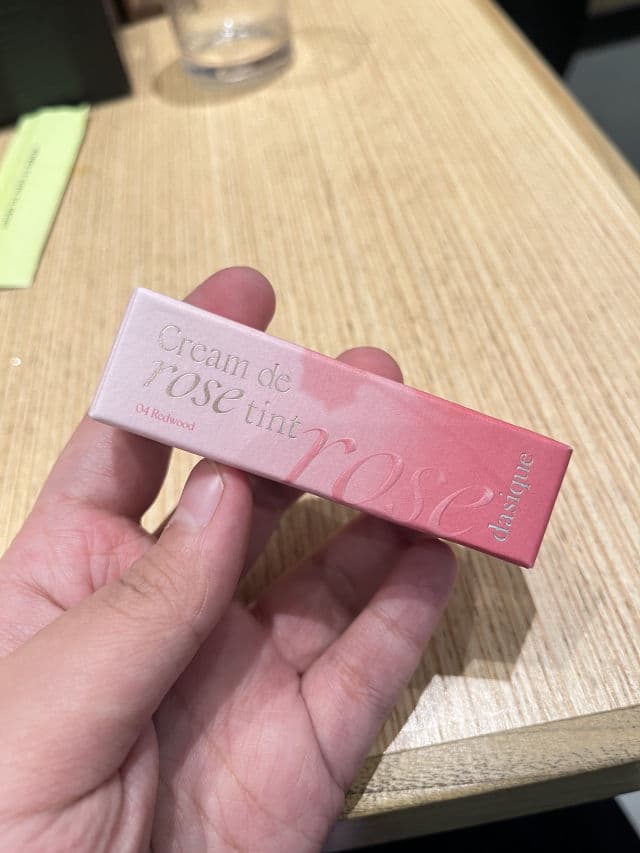 Cream de
rose tint
04 Redwood
rose
dasique